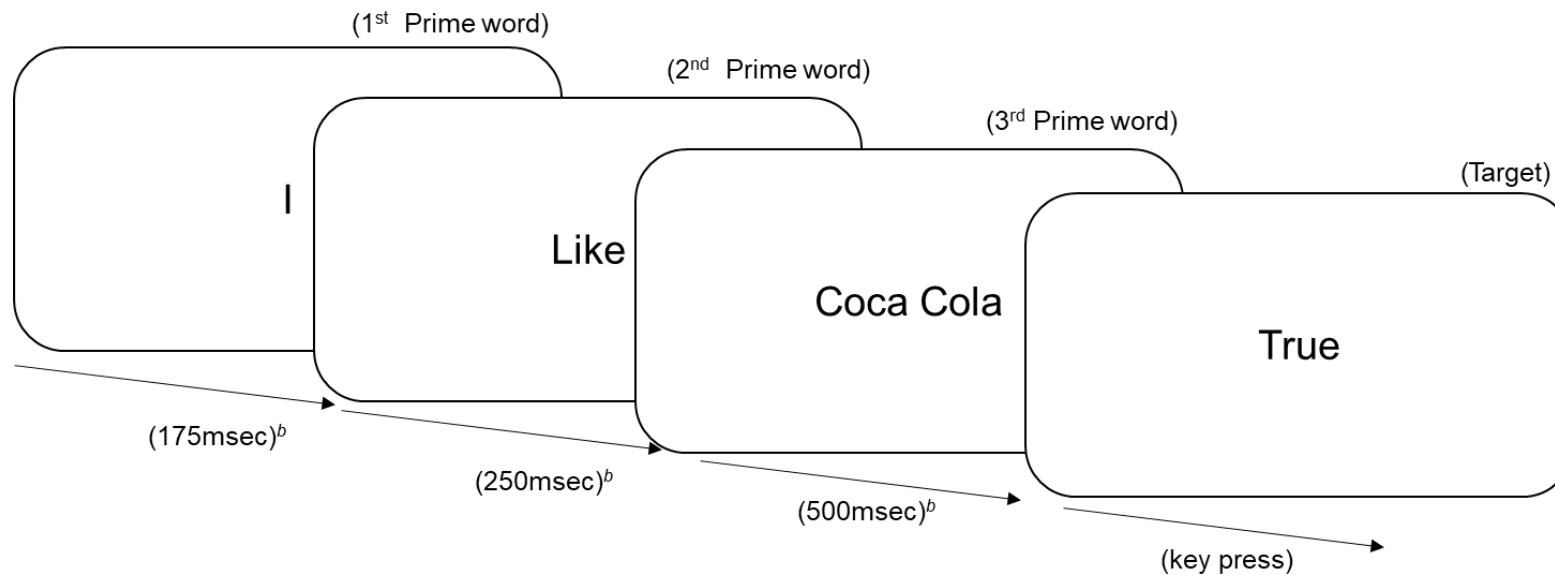 (1st Prime word)
(2nd Prime word)
(3rd Prime word)
(Target)
I
Like
Coca Cola
True
(175msec)b
(250msec)b
(500msec)b
(key press)